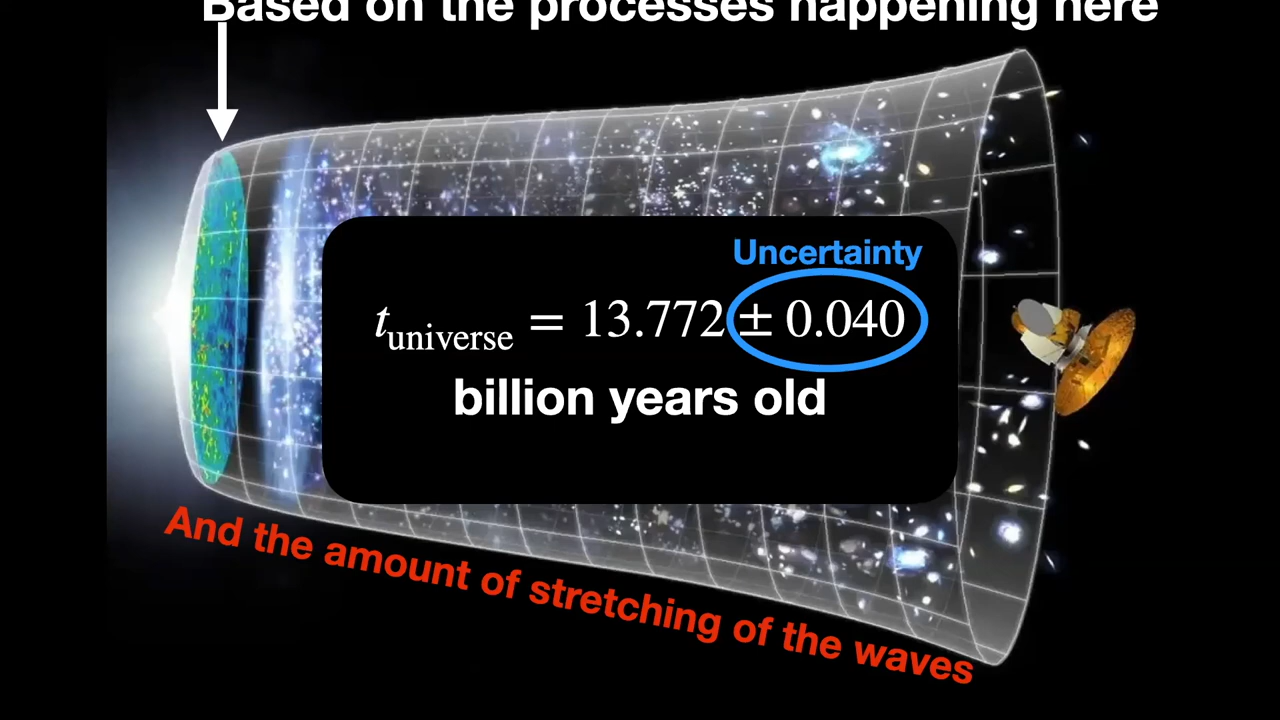 Based on the processes happening here
Uncertainty
t_universe = 13.772 ± 0.040
billion years old
And the amount of stretching of the waves